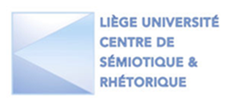 LIÈGE UNIVERSITÉ
CENTRE DE
SÉMIOTIQUE &
RHÉTORIQUE